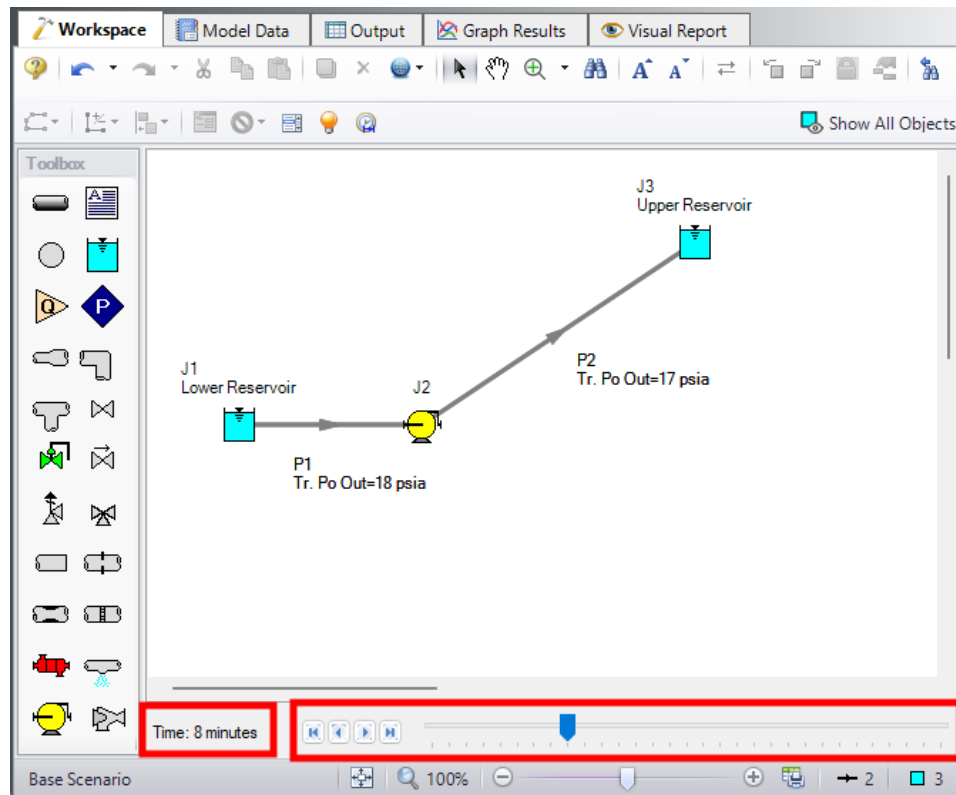 Workspace Model Data Output Graph Results Visual Report
A A
Show All Objects
Toolbox
A
Q P
J3
Upper Reservoir
J1
Lower Reservoir
J2
P2
Tr. Po Out=17 psia
P1
Tr. Po Out=18 psia
Time: 8 minutes
Base Scenario 100% 2 3